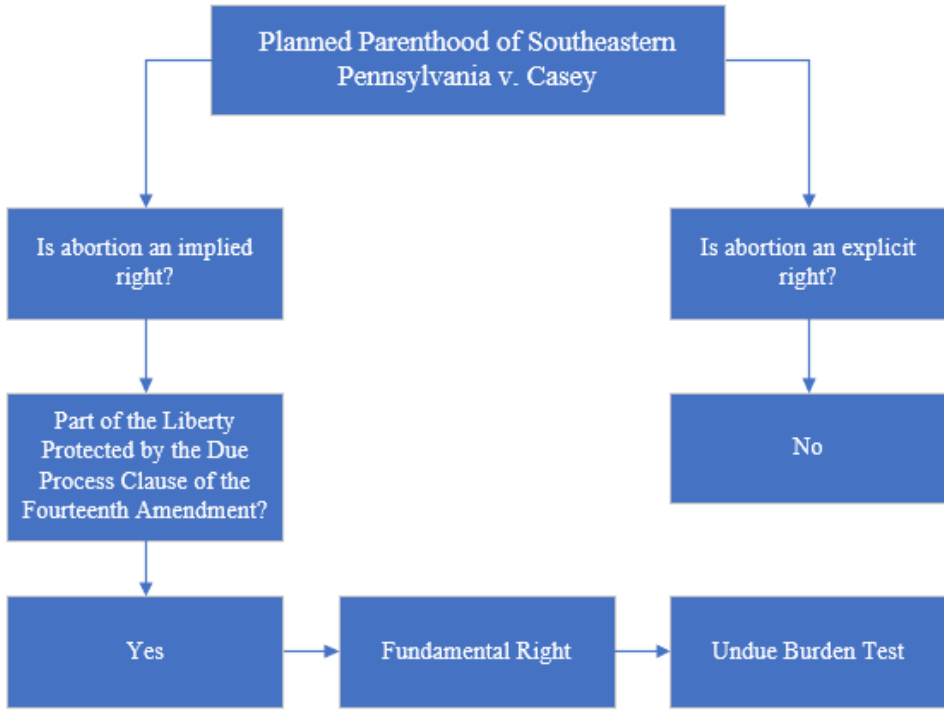 Planned Parenthood of Southeastern
Pennsylvania v. Casey
Is abortion an implied
right?
Is abortion an explicit
right?
Part of the Liberty
Protected by the Due
Process Clause of the
Fourteenth Amendment?
No
Yes
Fundamental Right
Undue Burden Test